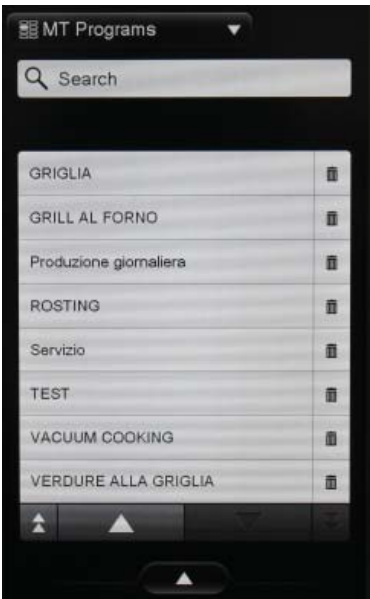 MT Programs
Search
GRIGLIA
GRILL AL FORNO
Produzione giornaliera
ROSTING
Servizio
TEST
VACUUM COOKING
VERDURE ALLA GRIGLIA